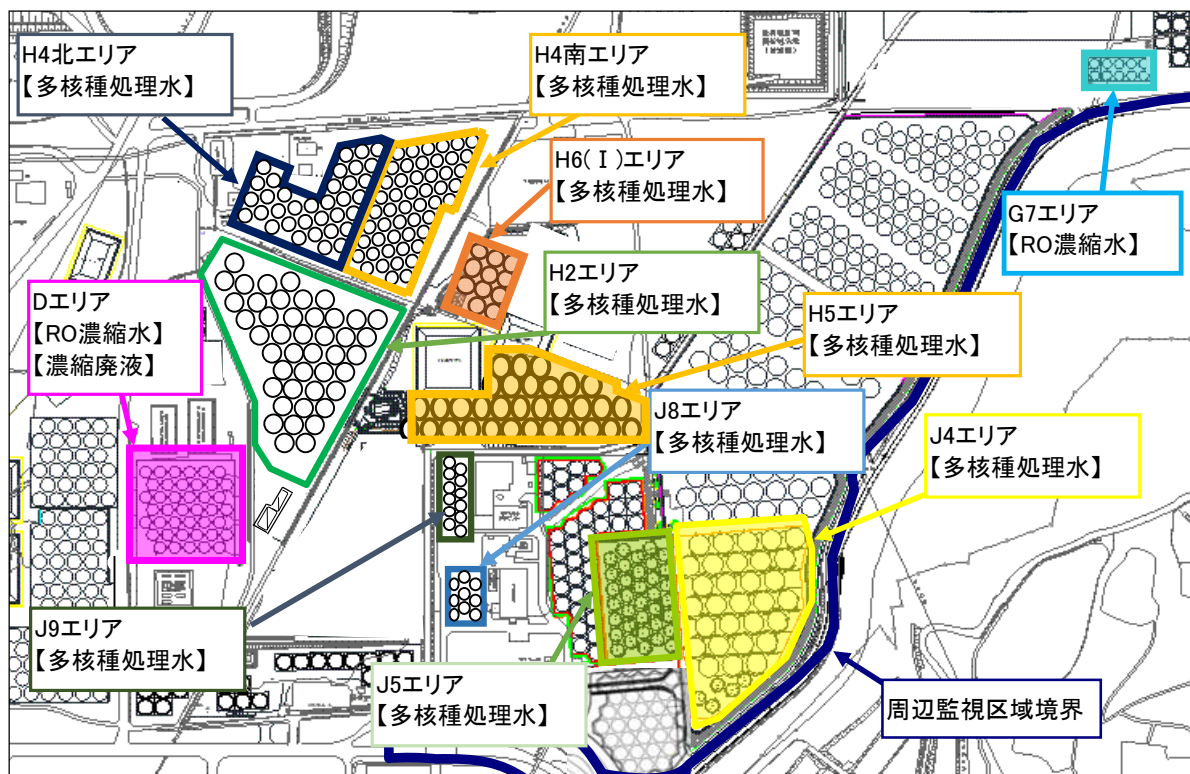 H4北エリア
【多核種処理水】
H4南エリア
【多核種処理水】
H6(Ⅰ)エリア
【多核種処理水】
G7エリア
【RO濃縮水】
H2エリア
【多核種処理水】
Dエリア
【RO濃縮水】
【濃縮廃液】
H5エリア
【多核種処理水】
J8エリア
【多核種処理水】
J4エリア
【多核種処理水】
J9エリア
【多核種処理水】
J5エリア
【多核種処理水】
周辺監視区域境界